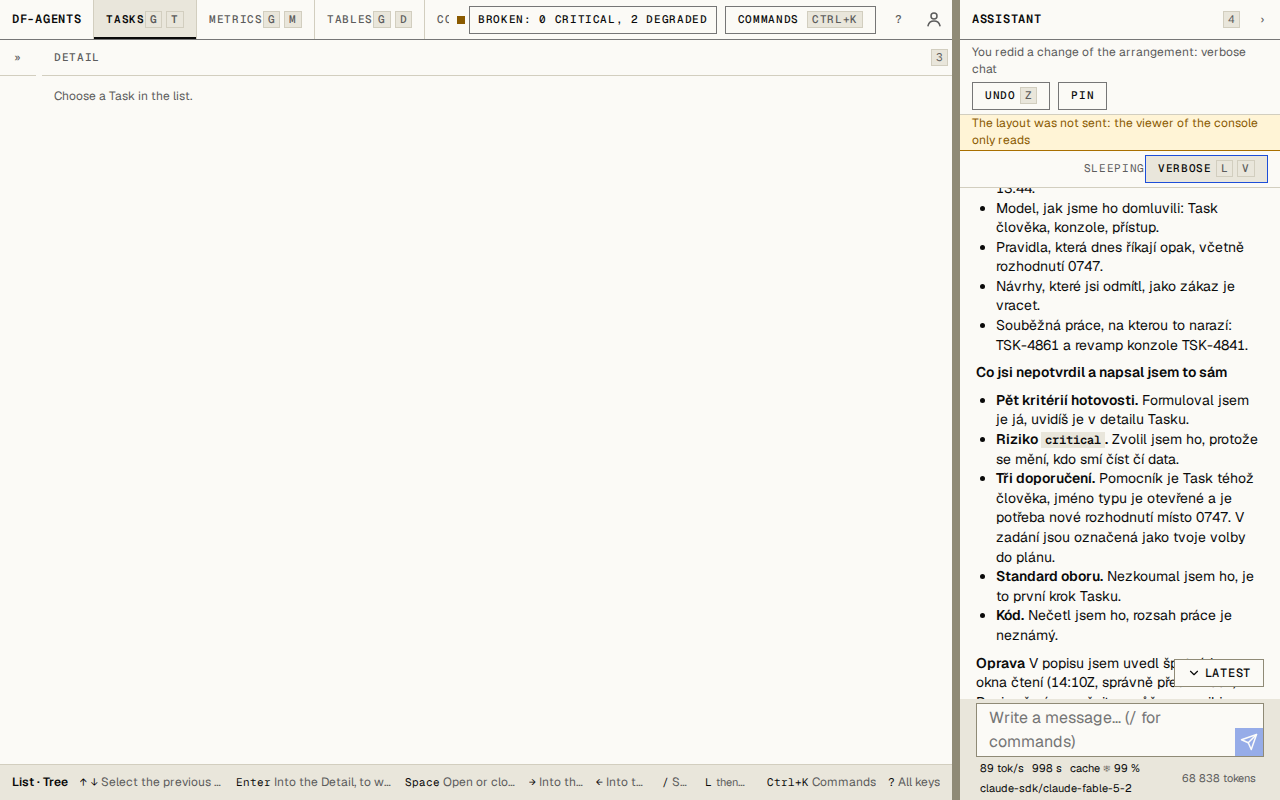 DF-AGENTS TASKS G T METRICS G M TABLES G D BROKEN: 0 CRITICAL, 2 DEGRADED COMMANDS CTRL+K ?
» DETAIL 3
Choose a Task in the list.
ASSISTANT 4 ›
You redid a change of the arrangement: verbose
chat
UNDO Z PIN
The layout was not sent: the viewer of the console
only reads
SLEEPING VERBOSE L V
13:44.
• Model, jak jsme ho domluvili: Task
člověka, konzole, přístup.
• Pravidla, která dnes říkají opak, včetně
rozhodnutí 0747.
• Návrhy, které jsi odmítl, jako zákaz je
vracet.
• Souběžná práce, na kterou to narazí:
TSK-4861 a revamp konzole TSK-4841.
Co jsi nepotvrdil a napsal jsem to sám
• Pět kritérií hotovosti. Formuloval jsem
je já, uvidíš je v detailu Tasku.
• Riziko critical. Zvolil jsem ho, protože
se mění, kdo smí číst čí data.
• Tři doporučení. Pomocník je Task téhož
člověka, jméno typu je otevřené a je
potřeba nové rozhodnutí místo 0747. V
zadání jsou označená jako tvoje volby
do plánu.
• Standard oboru. Nezkoumal jsem ho, je
to první krok Tasku.
• Kód. Nečetl jsem ho, rozsah práce je
neznámý.
Oprava V popisu jsem uvedl
okna čtení (14:10Z, správně
LATEST
Write a message... (/ for
commands)
89 tok/s 998 s cache 99 %
68 838 tokens
claude-sdk/claude-fable-5-2
List · Tree ↑ ↓ Select the previous … Enter Into the Detail, to w… Space Open or clo… → Into th… ← Into t… / S… L then… Ctrl+K Commands ? All keys